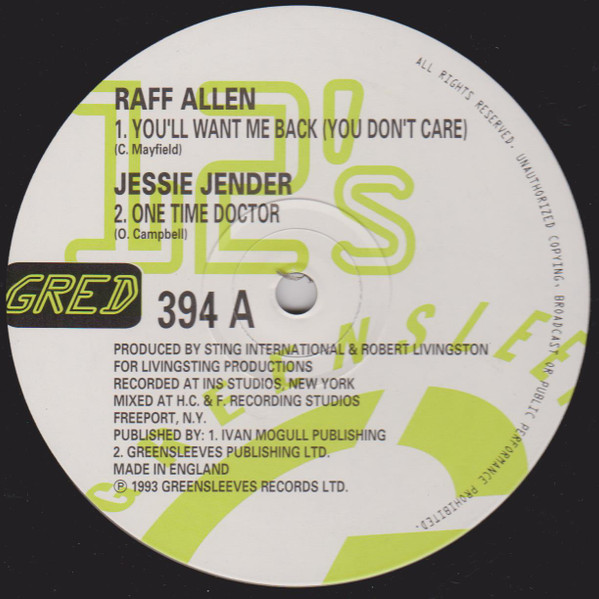 12's
RAFF ALLEN
1. YOU'LL WANT ME BACK (YOU DON'T CARE)
(C. Mayfield)
JESSIE JENDER
2. ONE TIME DOCTOR
(O. Campbell)
GRED
394 A
PRODUCED BY STING INTERNATIONAL & ROBERT LIVINGSTON
FOR LIVINGSTING PRODUCTIONS
RECORDED AT INS STUDIOS, NEW YORK
MIXED AT H.C. & F. RECORDING STUDIOS
FREEPORT, N.Y.
PUBLISHED BY: 1. IVAN MOGULL PUBLISHING
2. GREENSLEEVES PUBLISHING LTD.
MADE IN ENGLAND
Ⓟ 1993 GREENSLEEVES RECORDS LTD.
ALL RIGHTS RESERVED. UNAUTHORIZED COPYING, BROADCAST OR PUBLIC PERFORMANCE PROHIBITED.